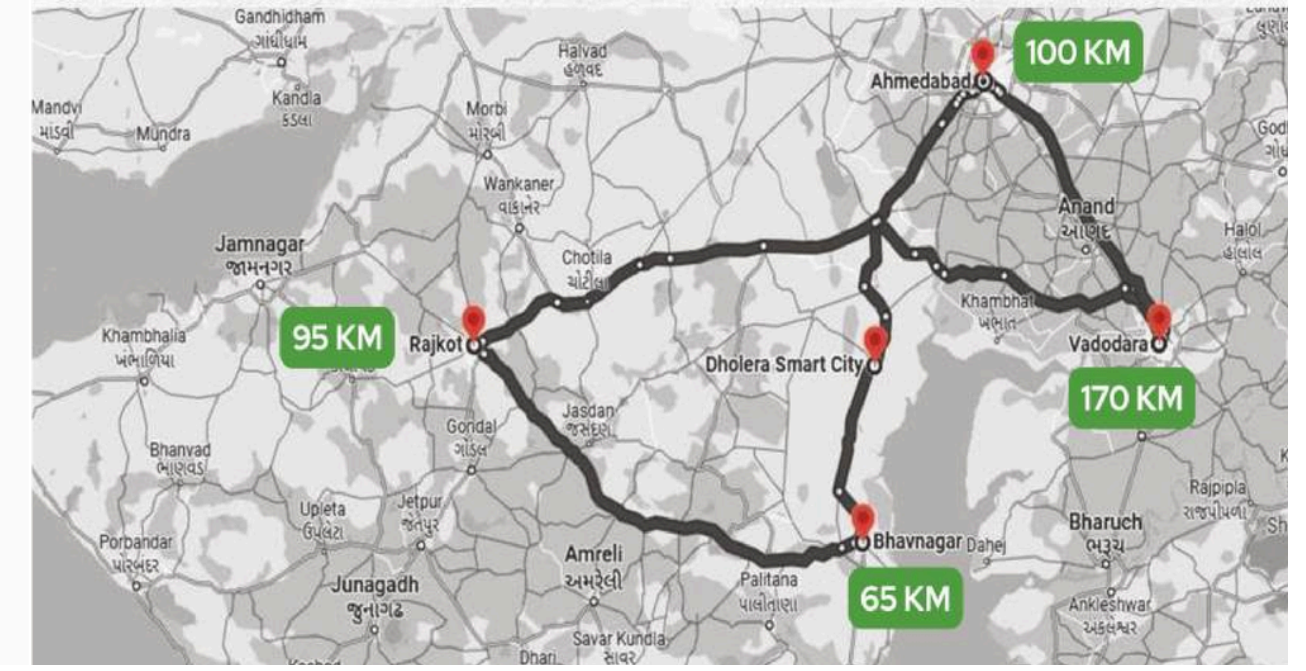 Gandhidham
ગાંધીધામ
Kandla
કંડલા
Mandvi
માંડવી
Mundra
Halvad
હળવદ
Morbi
મોરબી
Wankaner
વાંકાનેર
Ahmedabad
100 KM
Jamnagar
જામનગર
Chotila
ચોટીલા
Anand
આણંદ
Halol
હાલોલ
Khambhat
ખંભાત
Khambhalia
ખંભાળિયા
95 KM
Rajkot
Dholera Smart City
Vadodara
170 KM
Jasdan
જસદણ
Gondal
ગોંડલ
Bhanvad
ભાણવડ
Upleta
ઉપલેટા
Jetpur
જેતપુર
Rajpipla
રાજપીપળા
Porbandar
પોરબંદર
Amreli
અમરેલી
Bhavnagar
Dahej
Bharuch
ભરૂચ
Junagadh
જુનાગઢ
Palitana
પાલીતાણા
65 KM
Ankleshwar
અંકલેશ્વર
Savar Kundla
સાવર
Dhari